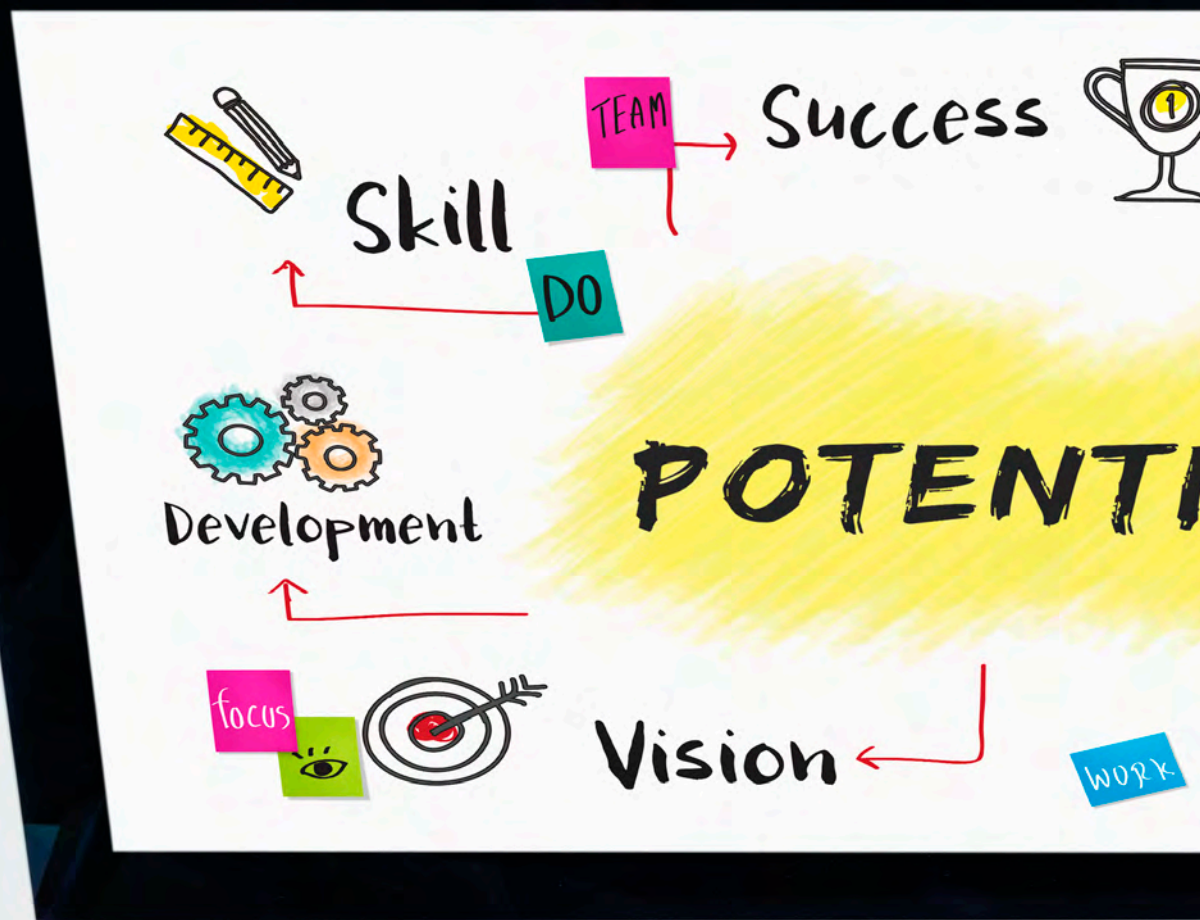 TEAM
Success
1
Skill
DO
POTENTI
Development
focus
Vision
WORK